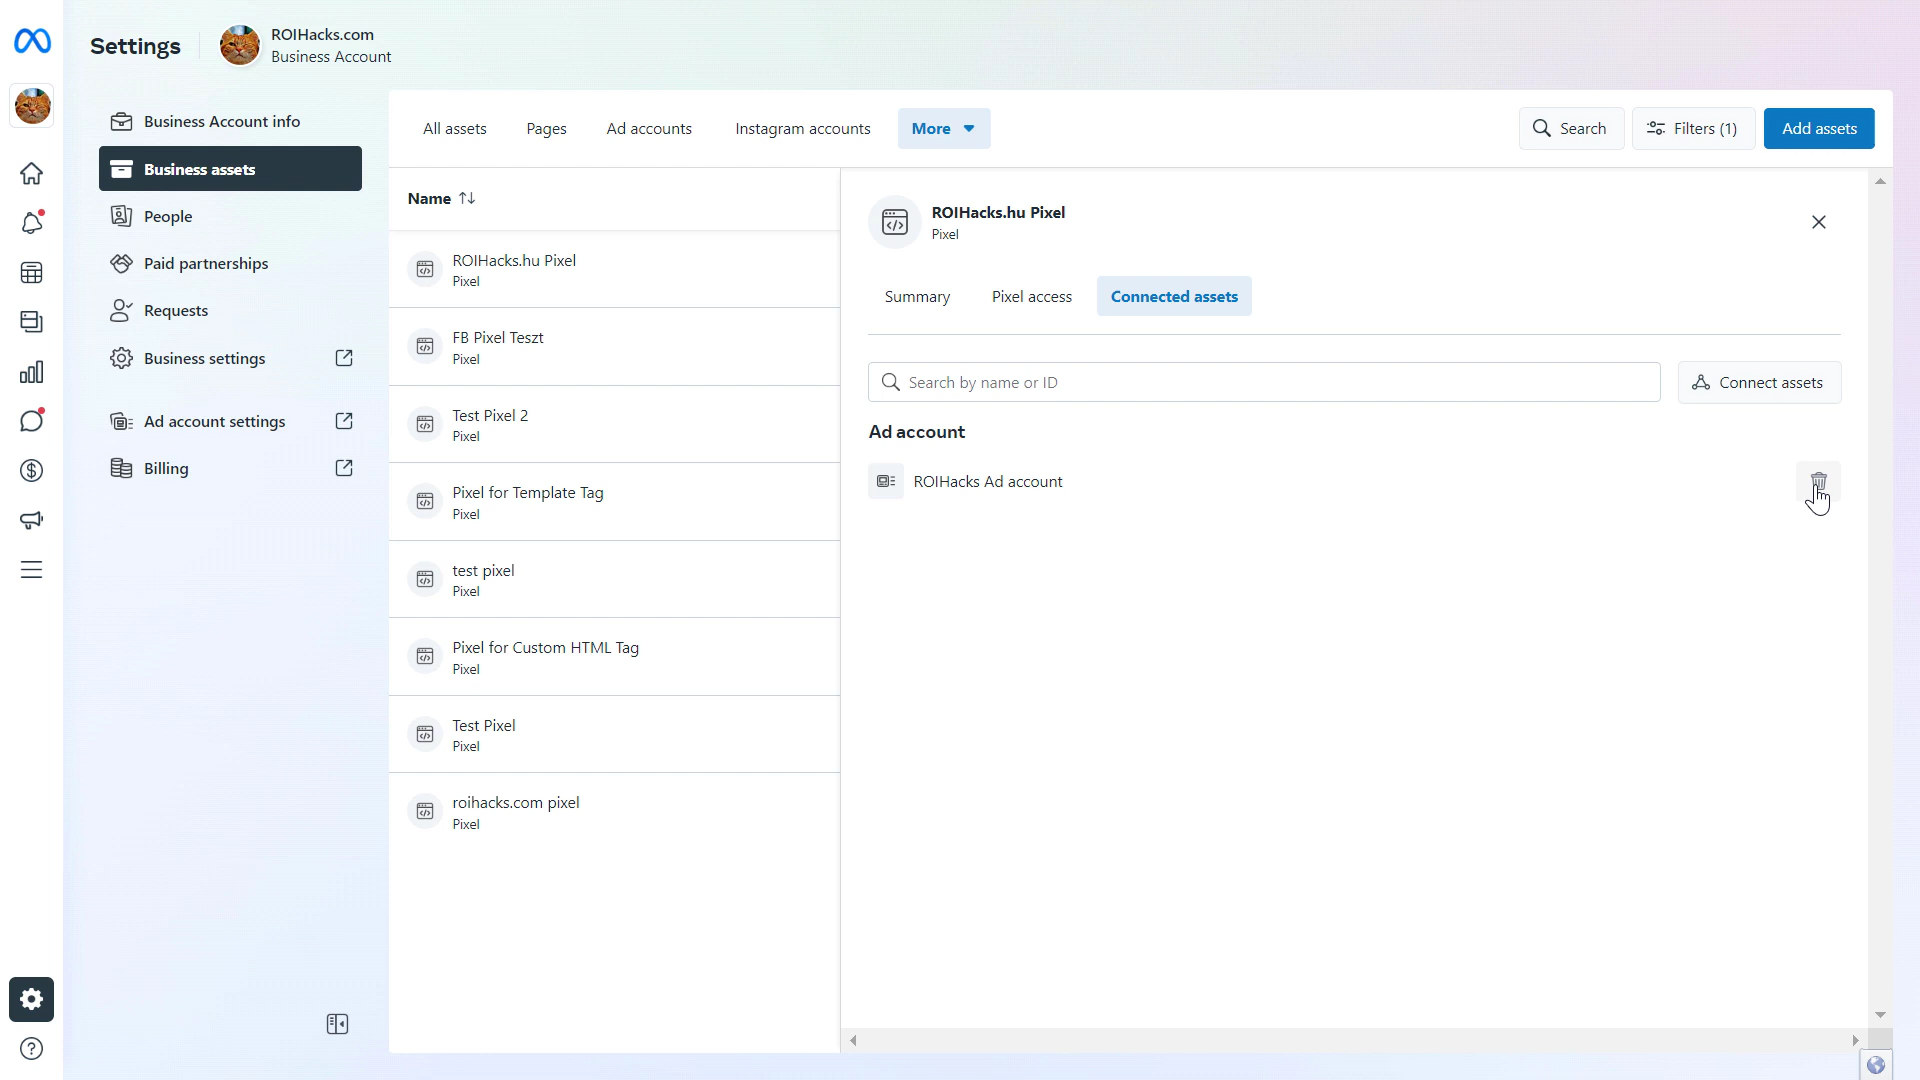 Settings
ROIHacks.com
Business Account
Business Account info
Business assets
People
Paid partnerships
Requests
Business settings
Ad account settings
Billing
All assets
Pages
Ad accounts
Instagram accounts
More
Search
Filters (1)
Add assets
Name
ROIHacks.hu Pixel
Pixel
FB Pixel Teszt
Pixel
Test Pixel 2
Pixel
Pixel for Template Tag
Pixel
test pixel
Pixel
Pixel for Custom HTML Tag
Pixel
Test Pixel
Pixel
roihacks.com pixel
Pixel
ROIHacks.hu Pixel
Pixel
Summary
Pixel access
Connected assets
Search by name or ID
Connect assets
Ad account
ROIHacks Ad account